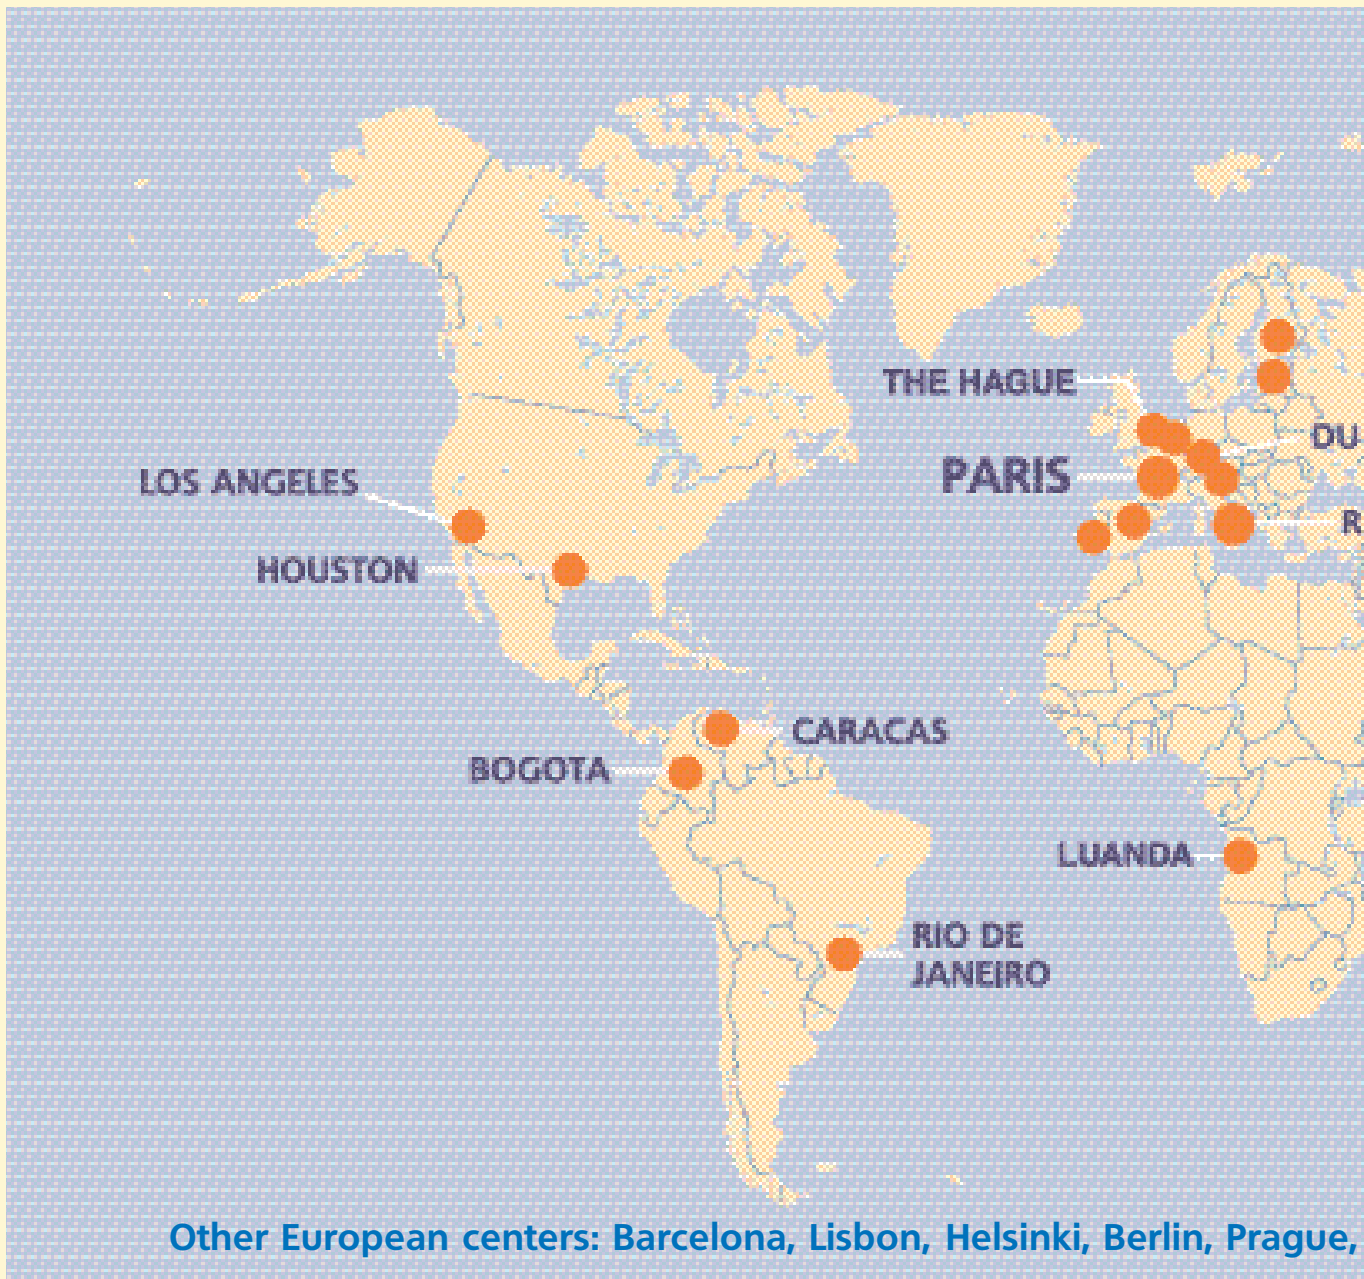 THE HAGUE
DU
PARIS
LOS ANGELES
R
HOUSTON
CARACAS
BOGOTA
LUANDA
RIO DE
JANEIRO
Other European centers: Barcelona, Lisbon, Helsinki, Berlin, Prague,